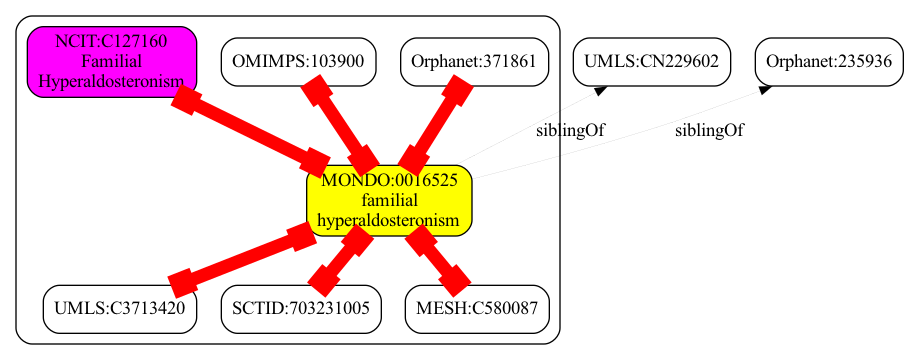 NCIT:C127160
Familial
Hyperaldosteronism
OMIMPS:103900
Orphanet:371861
UMLS:CN229602
Orphanet:235936
siblingOf
siblingOf
MONDO:0016525
familial
hyperaldosteronism
UMLS:C3713420
SCTID:703231005
MESH:C580087